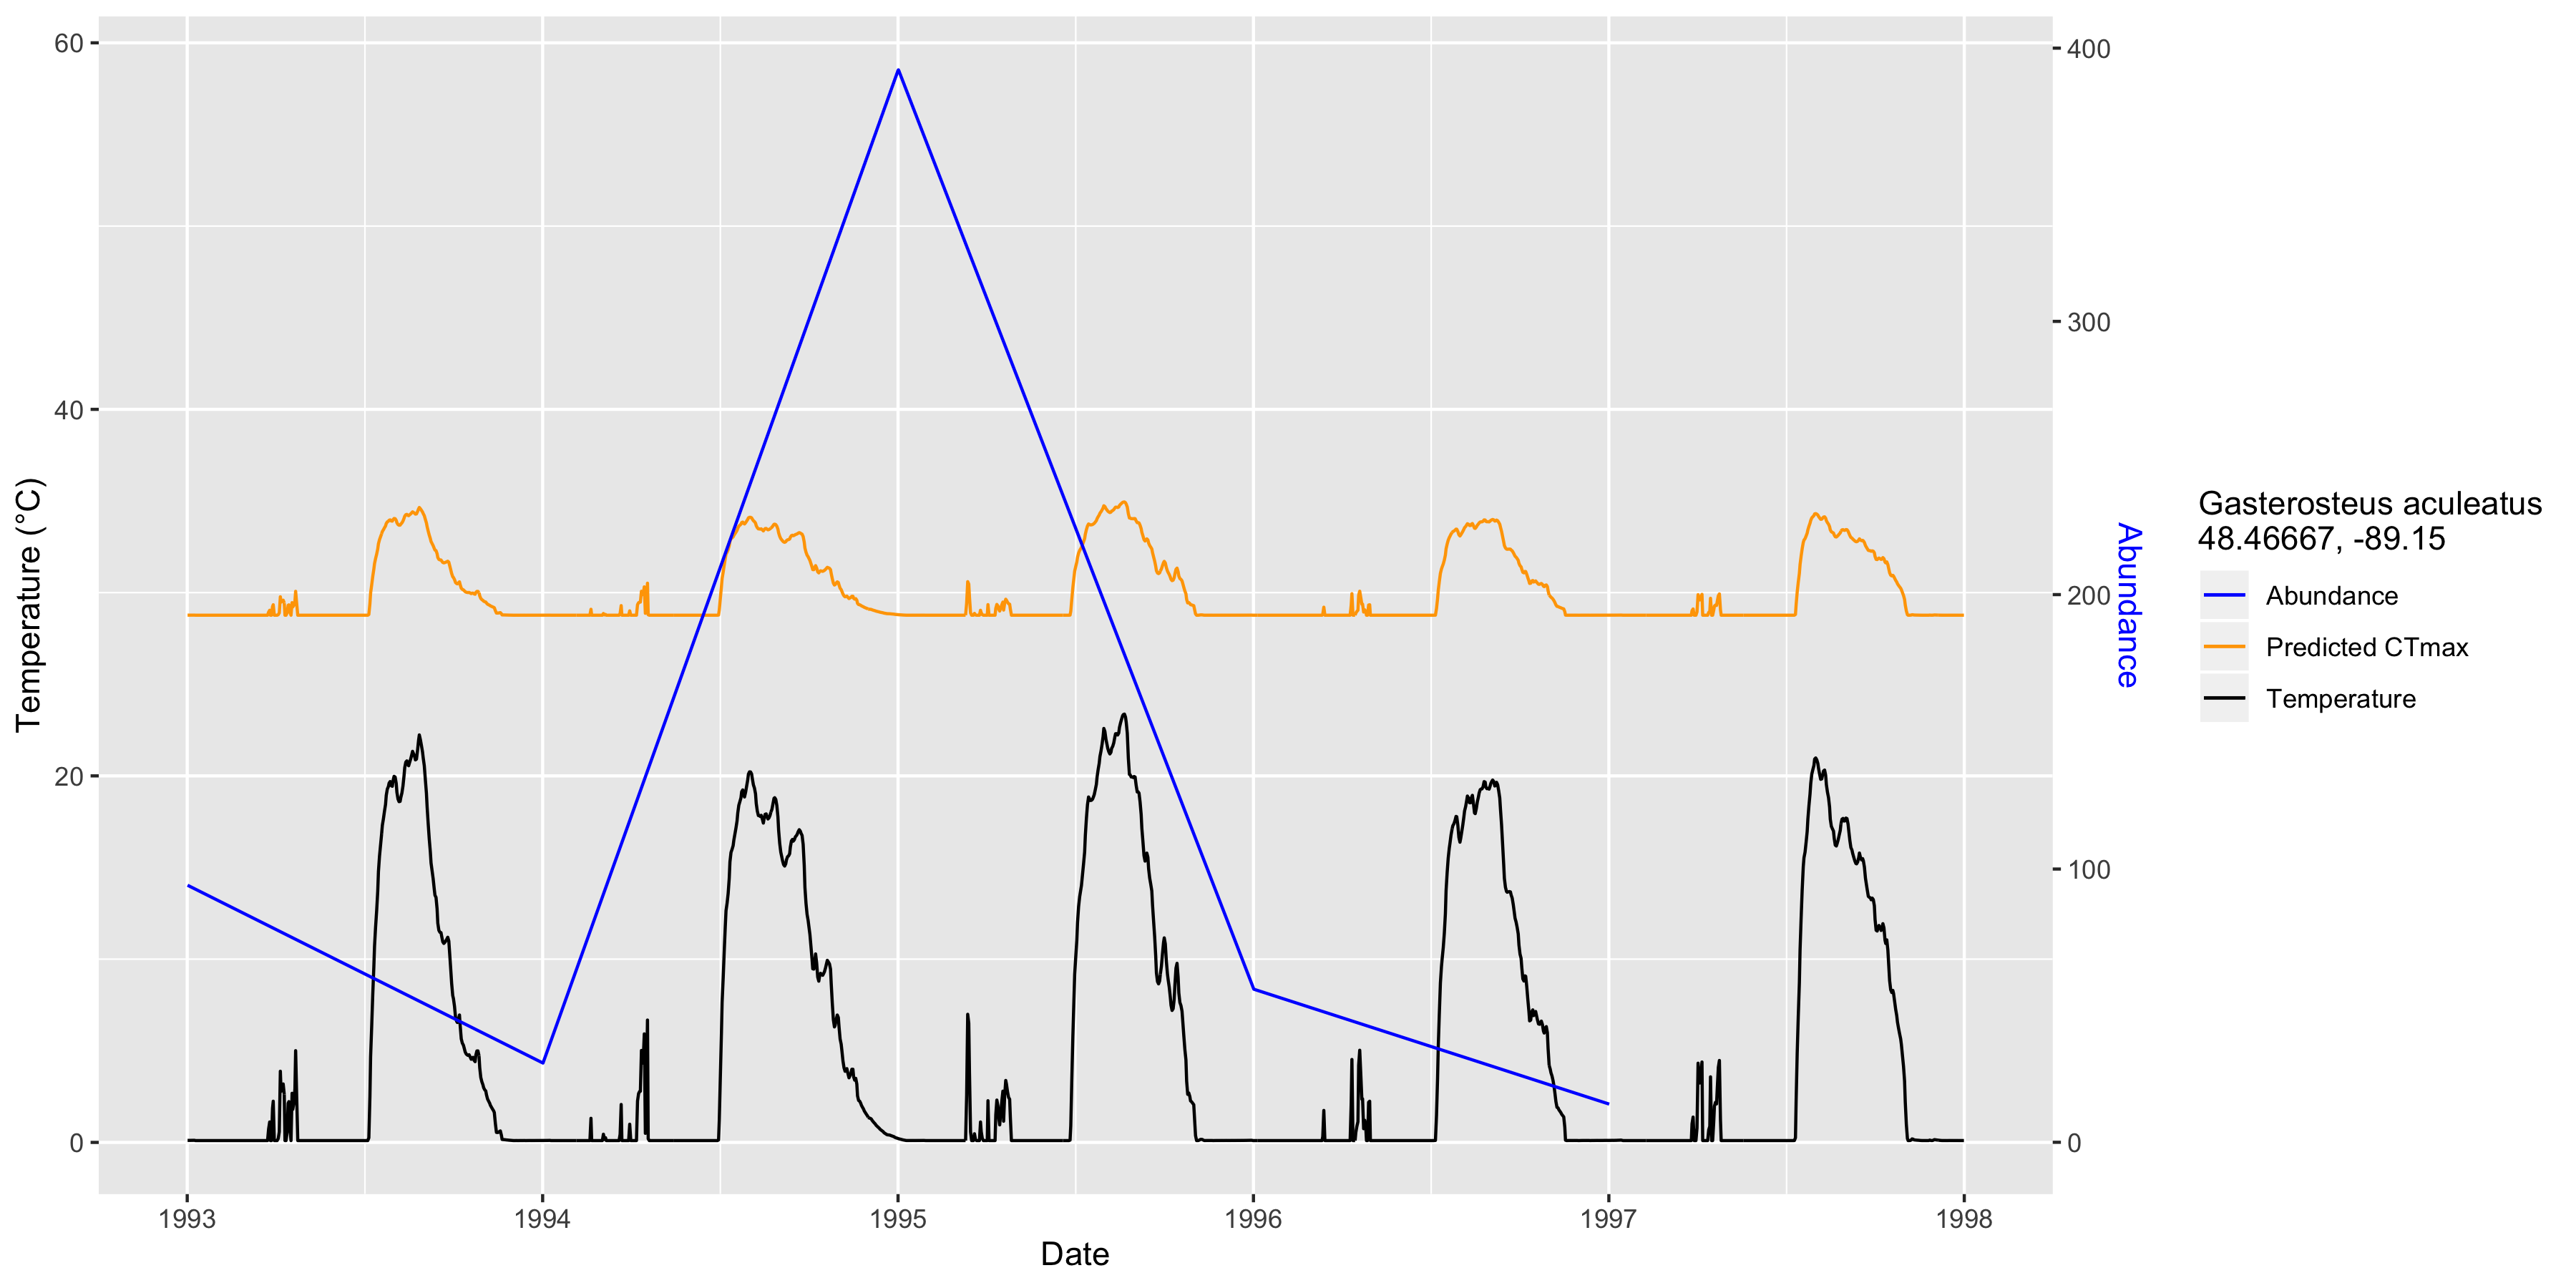 60
40
20
0
Temperature (°C)
400
300
200
100
0
Abundance
1993
1994
1995
1996
1997
1998
Date
Gasterosteus aculeatus
48.46667, -89.15
Abundance
Predicted CTmax
Temperature